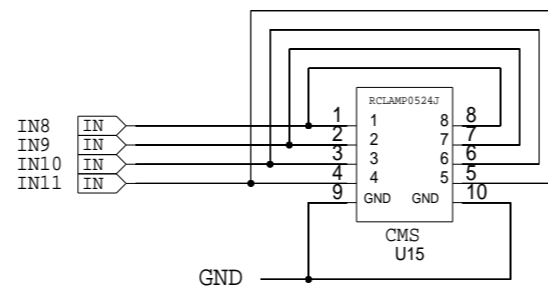 RCLAMP0524J
IN8 IN 1 1 8 8
IN9 IN 2 2 7 7
IN10 IN 3 3 6 6
IN11 IN 4 4 5 5
9 GND GND 10
CMS
U15
GND